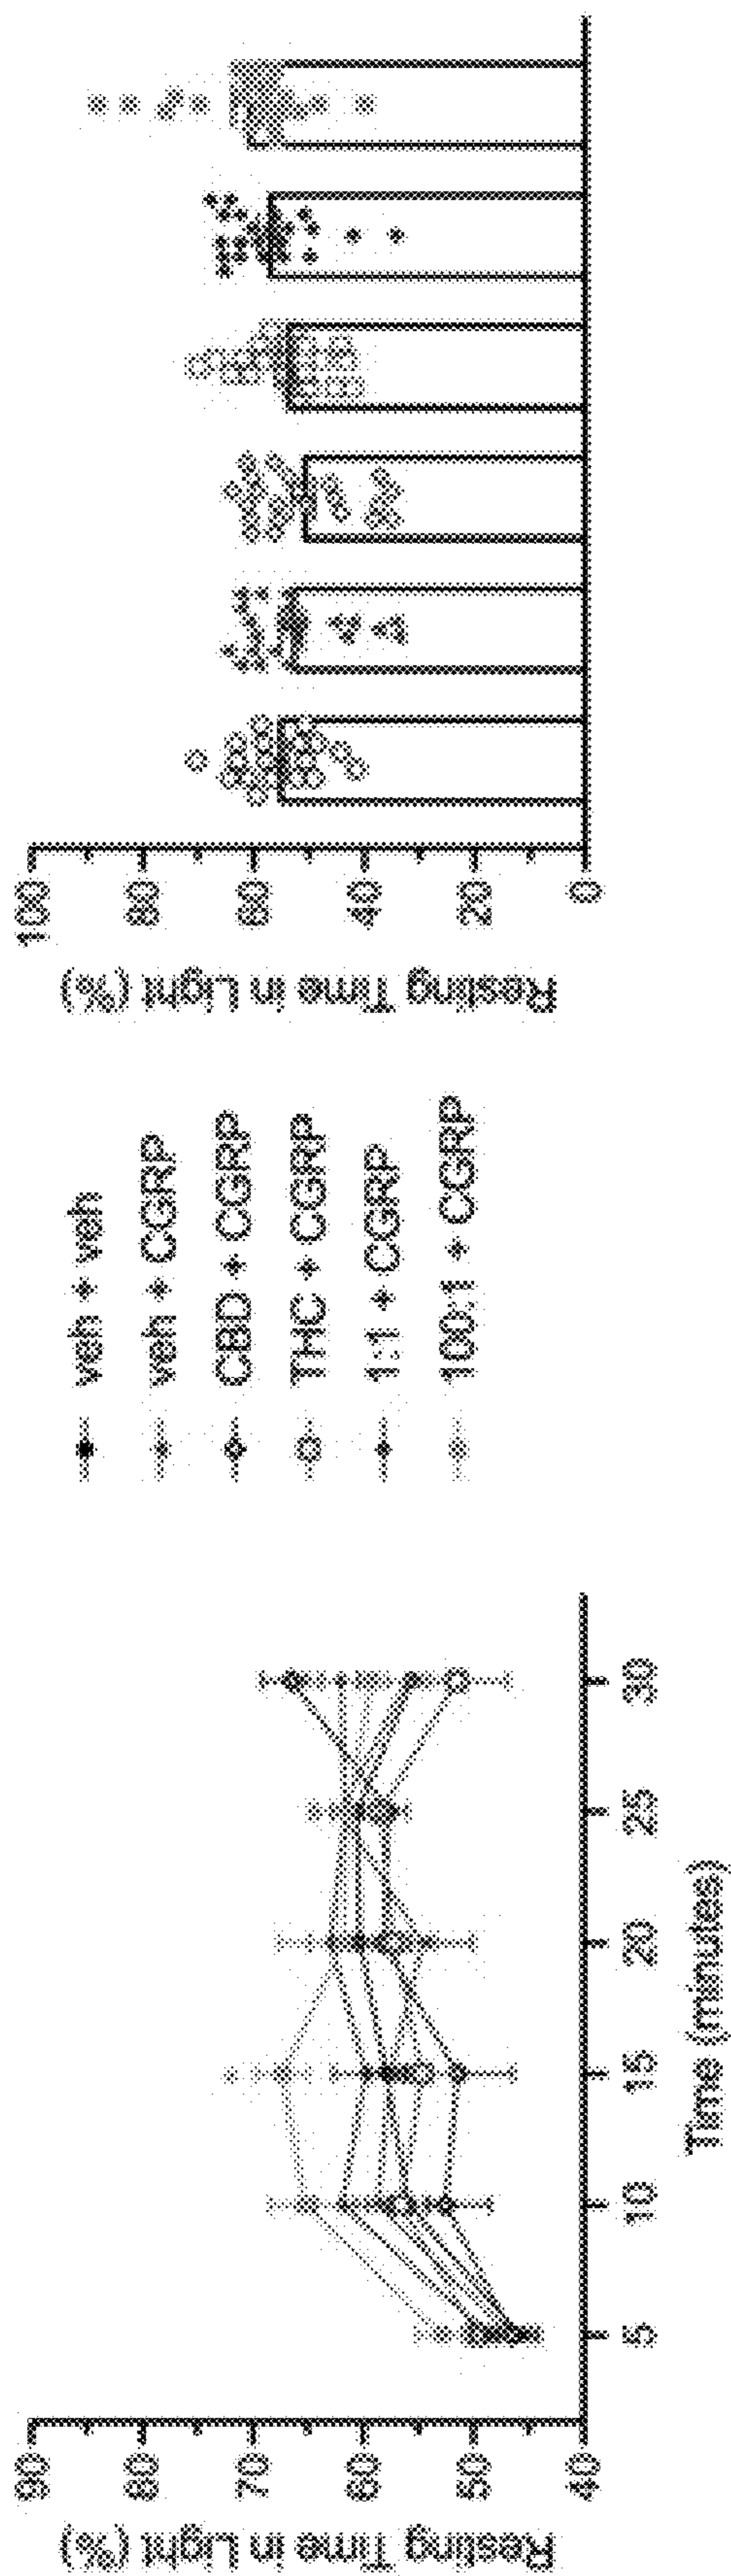 Resting Time in Light (%)
90
80
70
60
50
40
5
10
15
20
25
30
Time (minutes)
veh + veh
veh + CGRP
CBD + CGRP
THC + CGRP
1:1 + CGRP
100:1 + CGRP
Resting Time in Light (%)
100
80
60
40
20
0